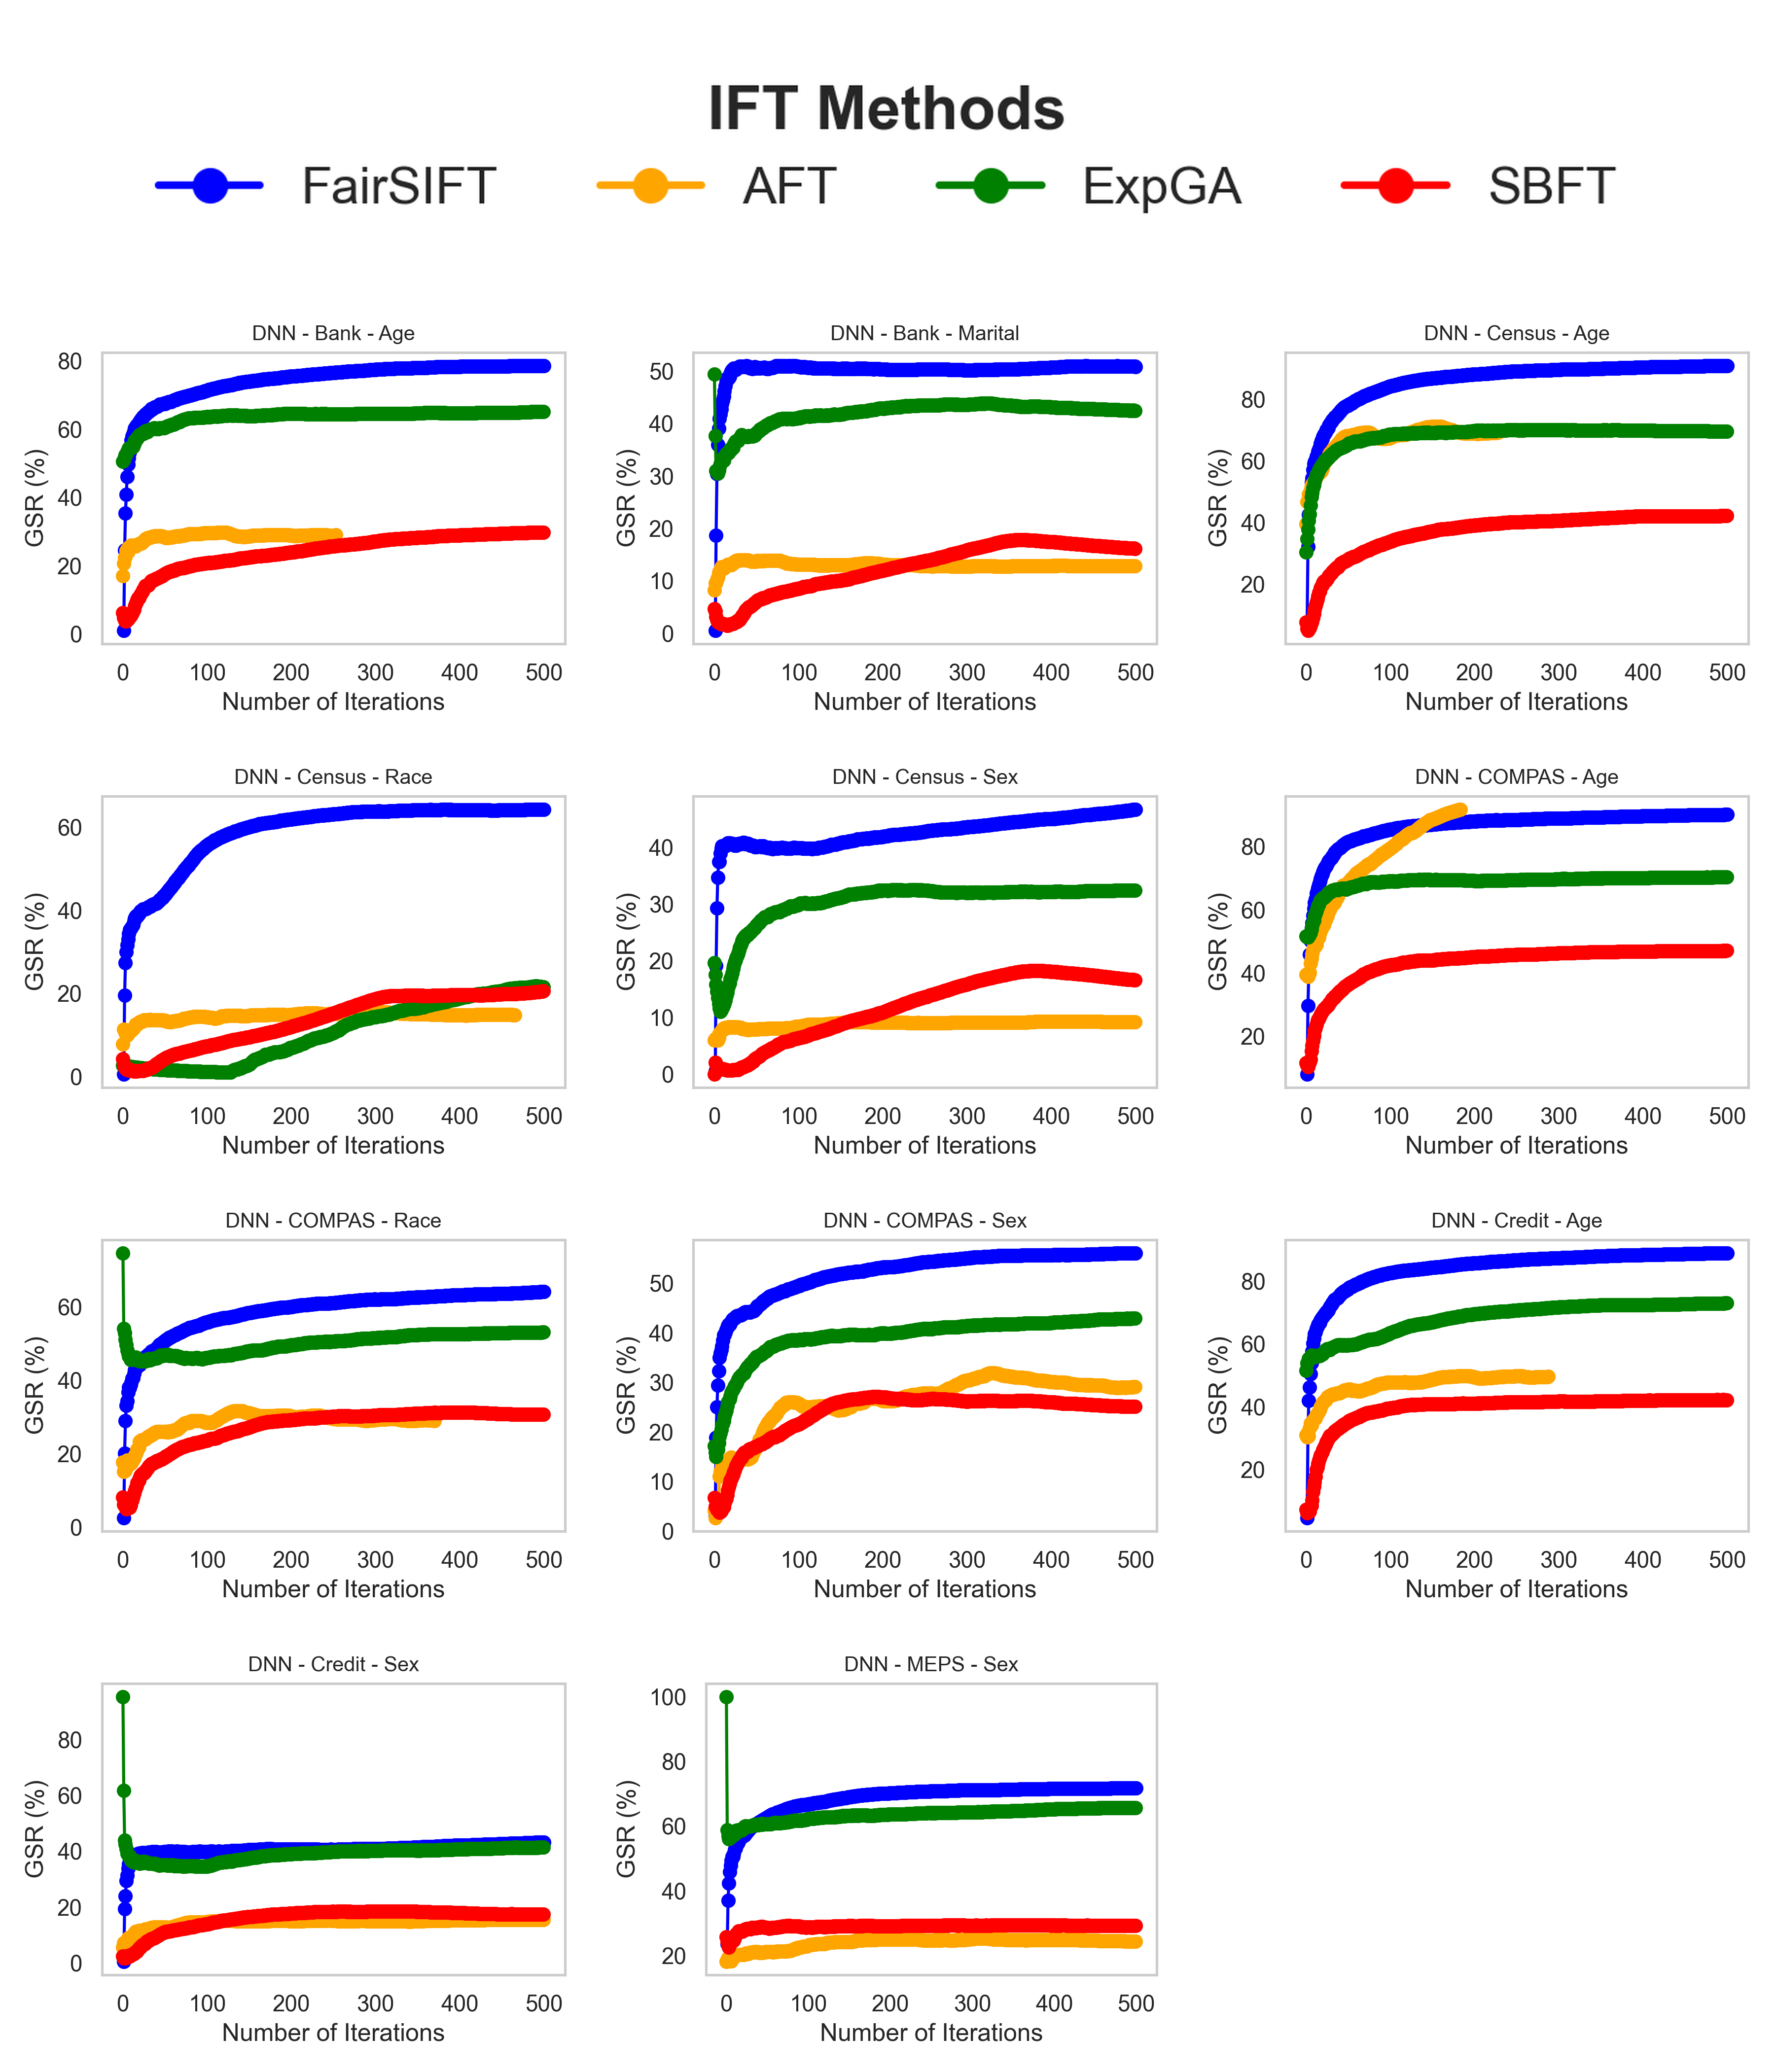 IFT Methods
FairSIFT AFT ExpGA SBFT
DNN - Bank - Age
GSR (%)
80
60
40
20
0
0 100 200 300 400 500
Number of Iterations
DNN - Bank - Marital
GSR (%)
50
40
30
20
10
0
0 100 200 300 400 500
Number of Iterations
DNN - Census - Age
GSR (%)
80
60
40
20
0 100 200 300 400 500
Number of Iterations
DNN - Census - Race
GSR (%)
60
40
20
0
0 100 200 300 400 500
Number of Iterations
DNN - Census - Sex
GSR (%)
40
30
20
10
0
0 100 200 300 400 500
Number of Iterations
DNN - COMPAS - Age
GSR (%)
80
60
40
20
0 100 200 300 400 500
Number of Iterations
DNN - COMPAS - Race
GSR (%)
60
40
20
0
0 100 200 300 400 500
Number of Iterations
DNN - COMPAS - Sex
GSR (%)
50
40
30
20
10
0
0 100 200 300 400 500
Number of Iterations
DNN - Credit - Age
GSR (%)
80
60
40
20
0 100 200 300 400 500
Number of Iterations
DNN - Credit - Sex
GSR (%)
80
60
40
20
0
0 100 200 300 400 500
Number of Iterations
DNN - MEPS - Sex
GSR (%)
100
80
60
40
20
0 100 200 300 400 500
Number of Iterations